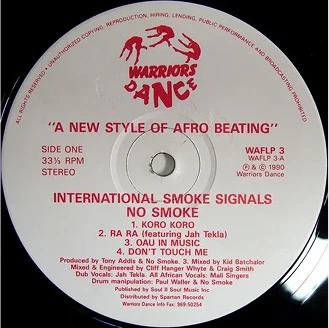 ALL RIGHTS RESERVED • UNAUTHORIZED COPYING, REPRODUCTION, HIRING, LENDING, PUBLIC PERFORMANCE AND BROADCASTING PROHIBITED
WARRIORS
DANCE
"A NEW STYLE OF AFRO BEATING"
SIDE ONE
33⅓ RPM
STEREO
WAFLP 3
WAFLP 3-A
Ⓟ & © 1990
Warriors Dance
INTERNATIONAL SMOKE SIGNALS
NO SMOKE
1. KORO KORO
2. RA RA (featuring Jah Tekla)
3. OAU IN MUSIC
4. DON'T TOUCH ME
Produced by Tony Addis & No Smoke. 3. Mixed by Kid Batchalor
Mixed & Engineered by Cliff Hanger Whyte & Craig Smith
Dub Vocals: Jah Tekla. All African Vocals: Mali Singers
Drum manipulation: Paul Waller & No Smoke
Published by Soul II Soul Music Inc
Distributed by Spartan Records
Warriors Dance Info Fax: 969-50254